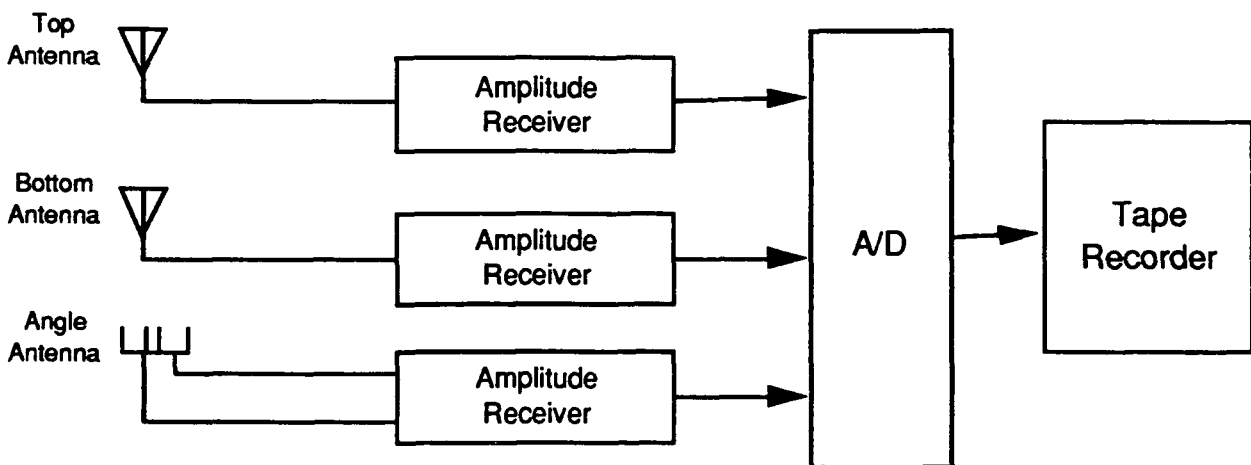 Top
Antenna
Amplitude
Receiver
Bottom
Antenna
Amplitude
Receiver
Angle
Antenna
Amplitude
Receiver
A/D
Tape
Recorder